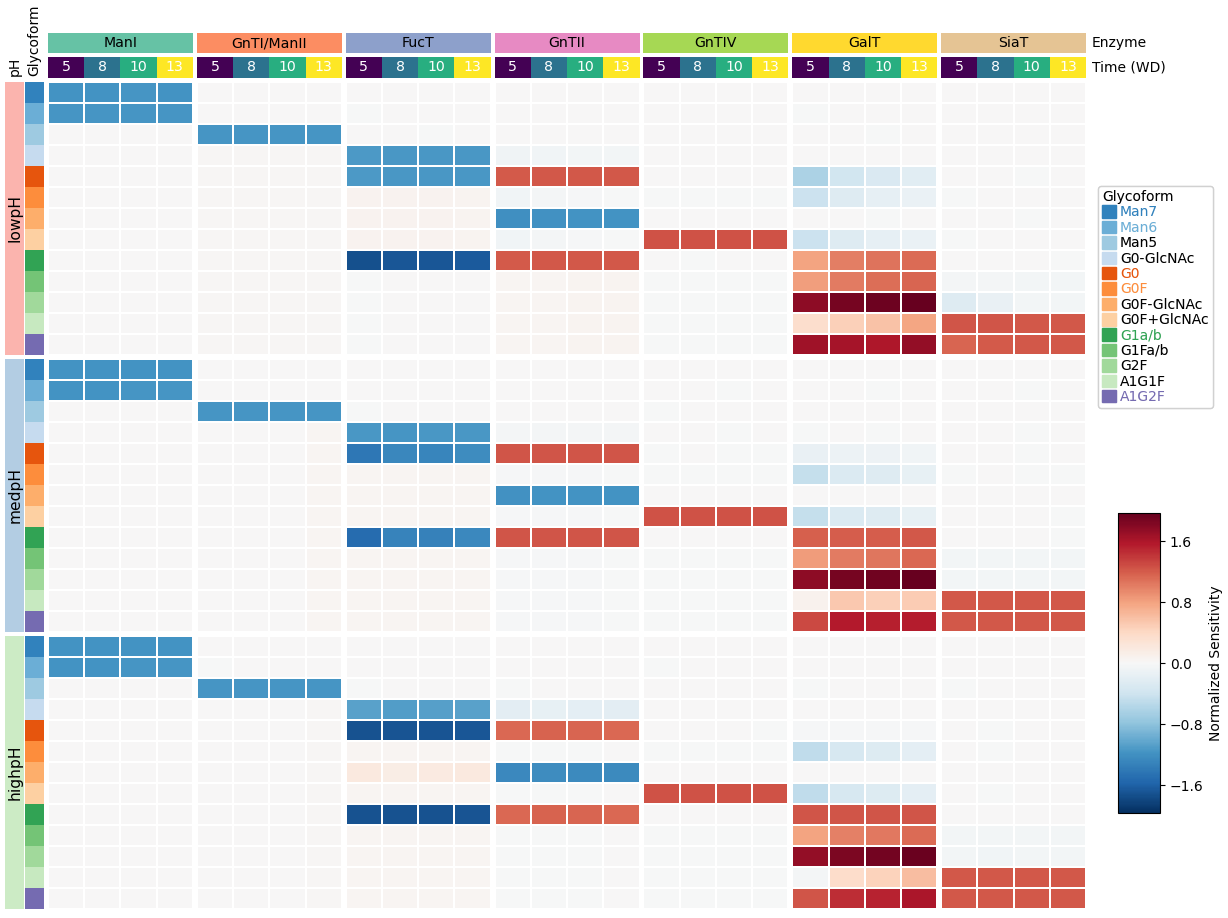 ManI GnTI/ManII FucT GnTII GnTIV GalT SiaT Enzyme
pH Glycoform 5 8 10 13 5 8 10 13 5 8 10 13 5 8 10 13 5 8 10 13 5 8 10 13 5 8 10 13 Time (WD)
lowpH
medpH
highpH
Glycoform
Man7
Man6
Man5
G0-GlcNAc
G0
G0F
G0F-GlcNAc
G0F+GlcNAc
G1a/b
G1Fa/b
G2F
A1G1F
A1G2F
1.6
0.8
0.0
−0.8
−1.6
Normalized Sensitivity